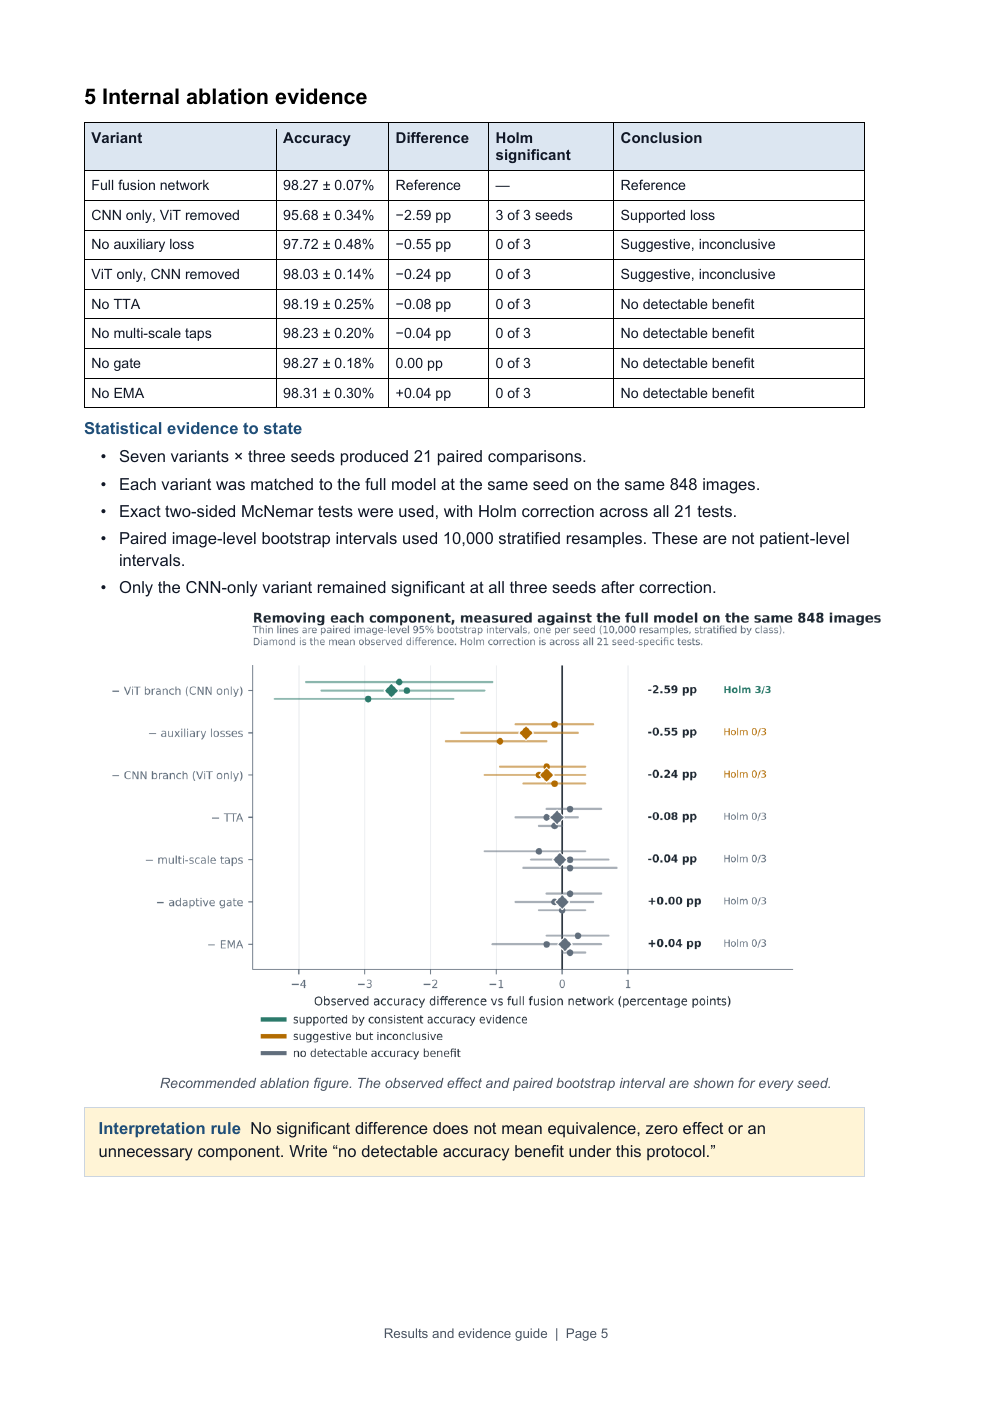 5 Internal ablation evidence
Variant Accuracy Difference Holm significant Conclusion
Full fusion network 98.27 ± 0.07% Reference — Reference
CNN only, ViT removed 95.68 ± 0.34% −2.59 pp 3 of 3 seeds Supported loss
No auxiliary loss 97.72 ± 0.48% −0.55 pp 0 of 3 Suggestive, inconclusive
ViT only, CNN removed 98.03 ± 0.14% −0.24 pp 0 of 3 Suggestive, inconclusive
No TTA 98.19 ± 0.25% −0.08 pp 0 of 3 No detectable benefit
No multi-scale taps 98.23 ± 0.20% −0.04 pp 0 of 3 No detectable benefit
No gate 98.27 ± 0.18% 0.00 pp 0 of 3 No detectable benefit
No EMA 98.31 ± 0.30% +0.04 pp 0 of 3 No detectable benefit
Statistical evidence to state
• Seven variants × three seeds produced 21 paired comparisons.
• Each variant was matched to the full model at the same seed on the same 848 images.
• Exact two-sided McNemar tests were used, with Holm correction across all 21 tests.
• Paired image-level bootstrap intervals used 10,000 stratified resamples. These are not patient-level
intervals.
• Only the CNN-only variant remained significant at all three seeds after correction.
Removing each component, measured against the full model on the same 848 images
Thin lines are paired image-level 95% bootstrap intervals, one per seed (10,000 resamples, stratified by class).
Diamond is the mean observed difference. Holm correction is across all 21 seed-specific tests.
− ViT branch (CNN only) -2.59 pp Holm 3/3
− auxiliary losses -0.55 pp Holm 0/3
− CNN branch (ViT only) -0.24 pp Holm 0/3
− TTA -0.08 pp Holm 0/3
− multi-scale taps -0.04 pp Holm 0/3
− adaptive gate +0.00 pp Holm 0/3
− EMA +0.04 pp Holm 0/3
−4 −3 −2 −1 0 1
Observed accuracy difference vs full fusion network (percentage points)
supported by consistent accuracy evidence
suggestive but inconclusive
no detectable accuracy benefit
Recommended ablation figure. The observed effect and paired bootstrap interval are shown for every seed.
Interpretation rule No significant difference does not mean equivalence, zero effect or an
unnecessary component. Write “no detectable accuracy benefit under this protocol.”
Results and evidence guide | Page 5